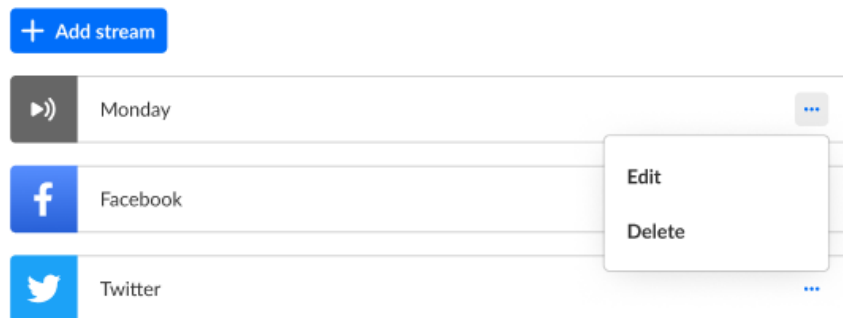 Add stream
Monday
Edit
Facebook
Delete
Twitter